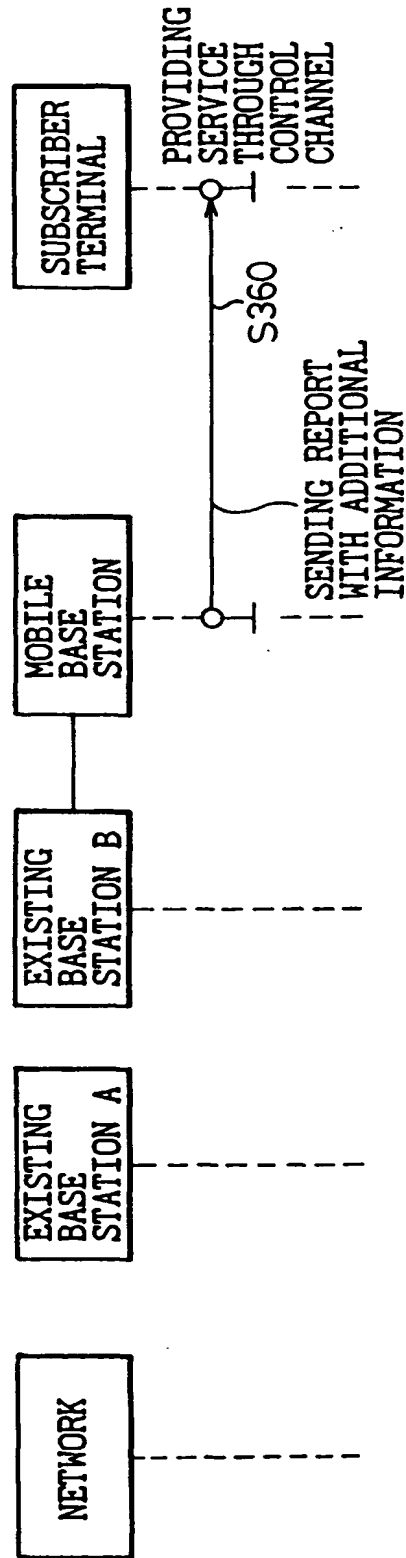 NETWORK
EXISTING
BASE
STATION A
EXISTING
BASE
STATION B
MOBILE
BASE
STATION
SUBSCRIBER
TERMINAL
PROVIDING
SERVICE
THROUGH
CONTROL
CHANNEL
S360
SENDING REPORT
WITH ADDITIONAL
INFORMATION